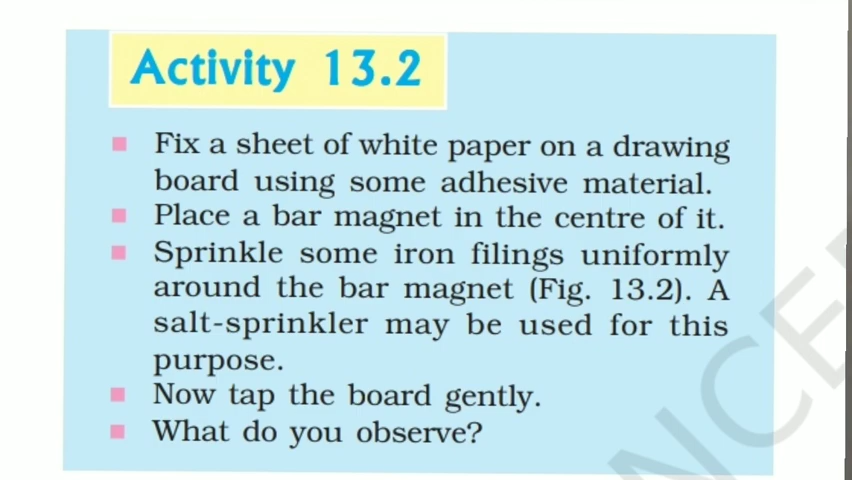 Activity 13.2
■ Fix a sheet of white paper on a drawing
board using some adhesive material.
■ Place a bar magnet in the centre of it.
■ Sprinkle some iron filings uniformly
around the bar magnet (Fig. 13.2). A
salt-sprinkler may be used for this
purpose.
■ Now tap the board gently.
■ What do you observe?